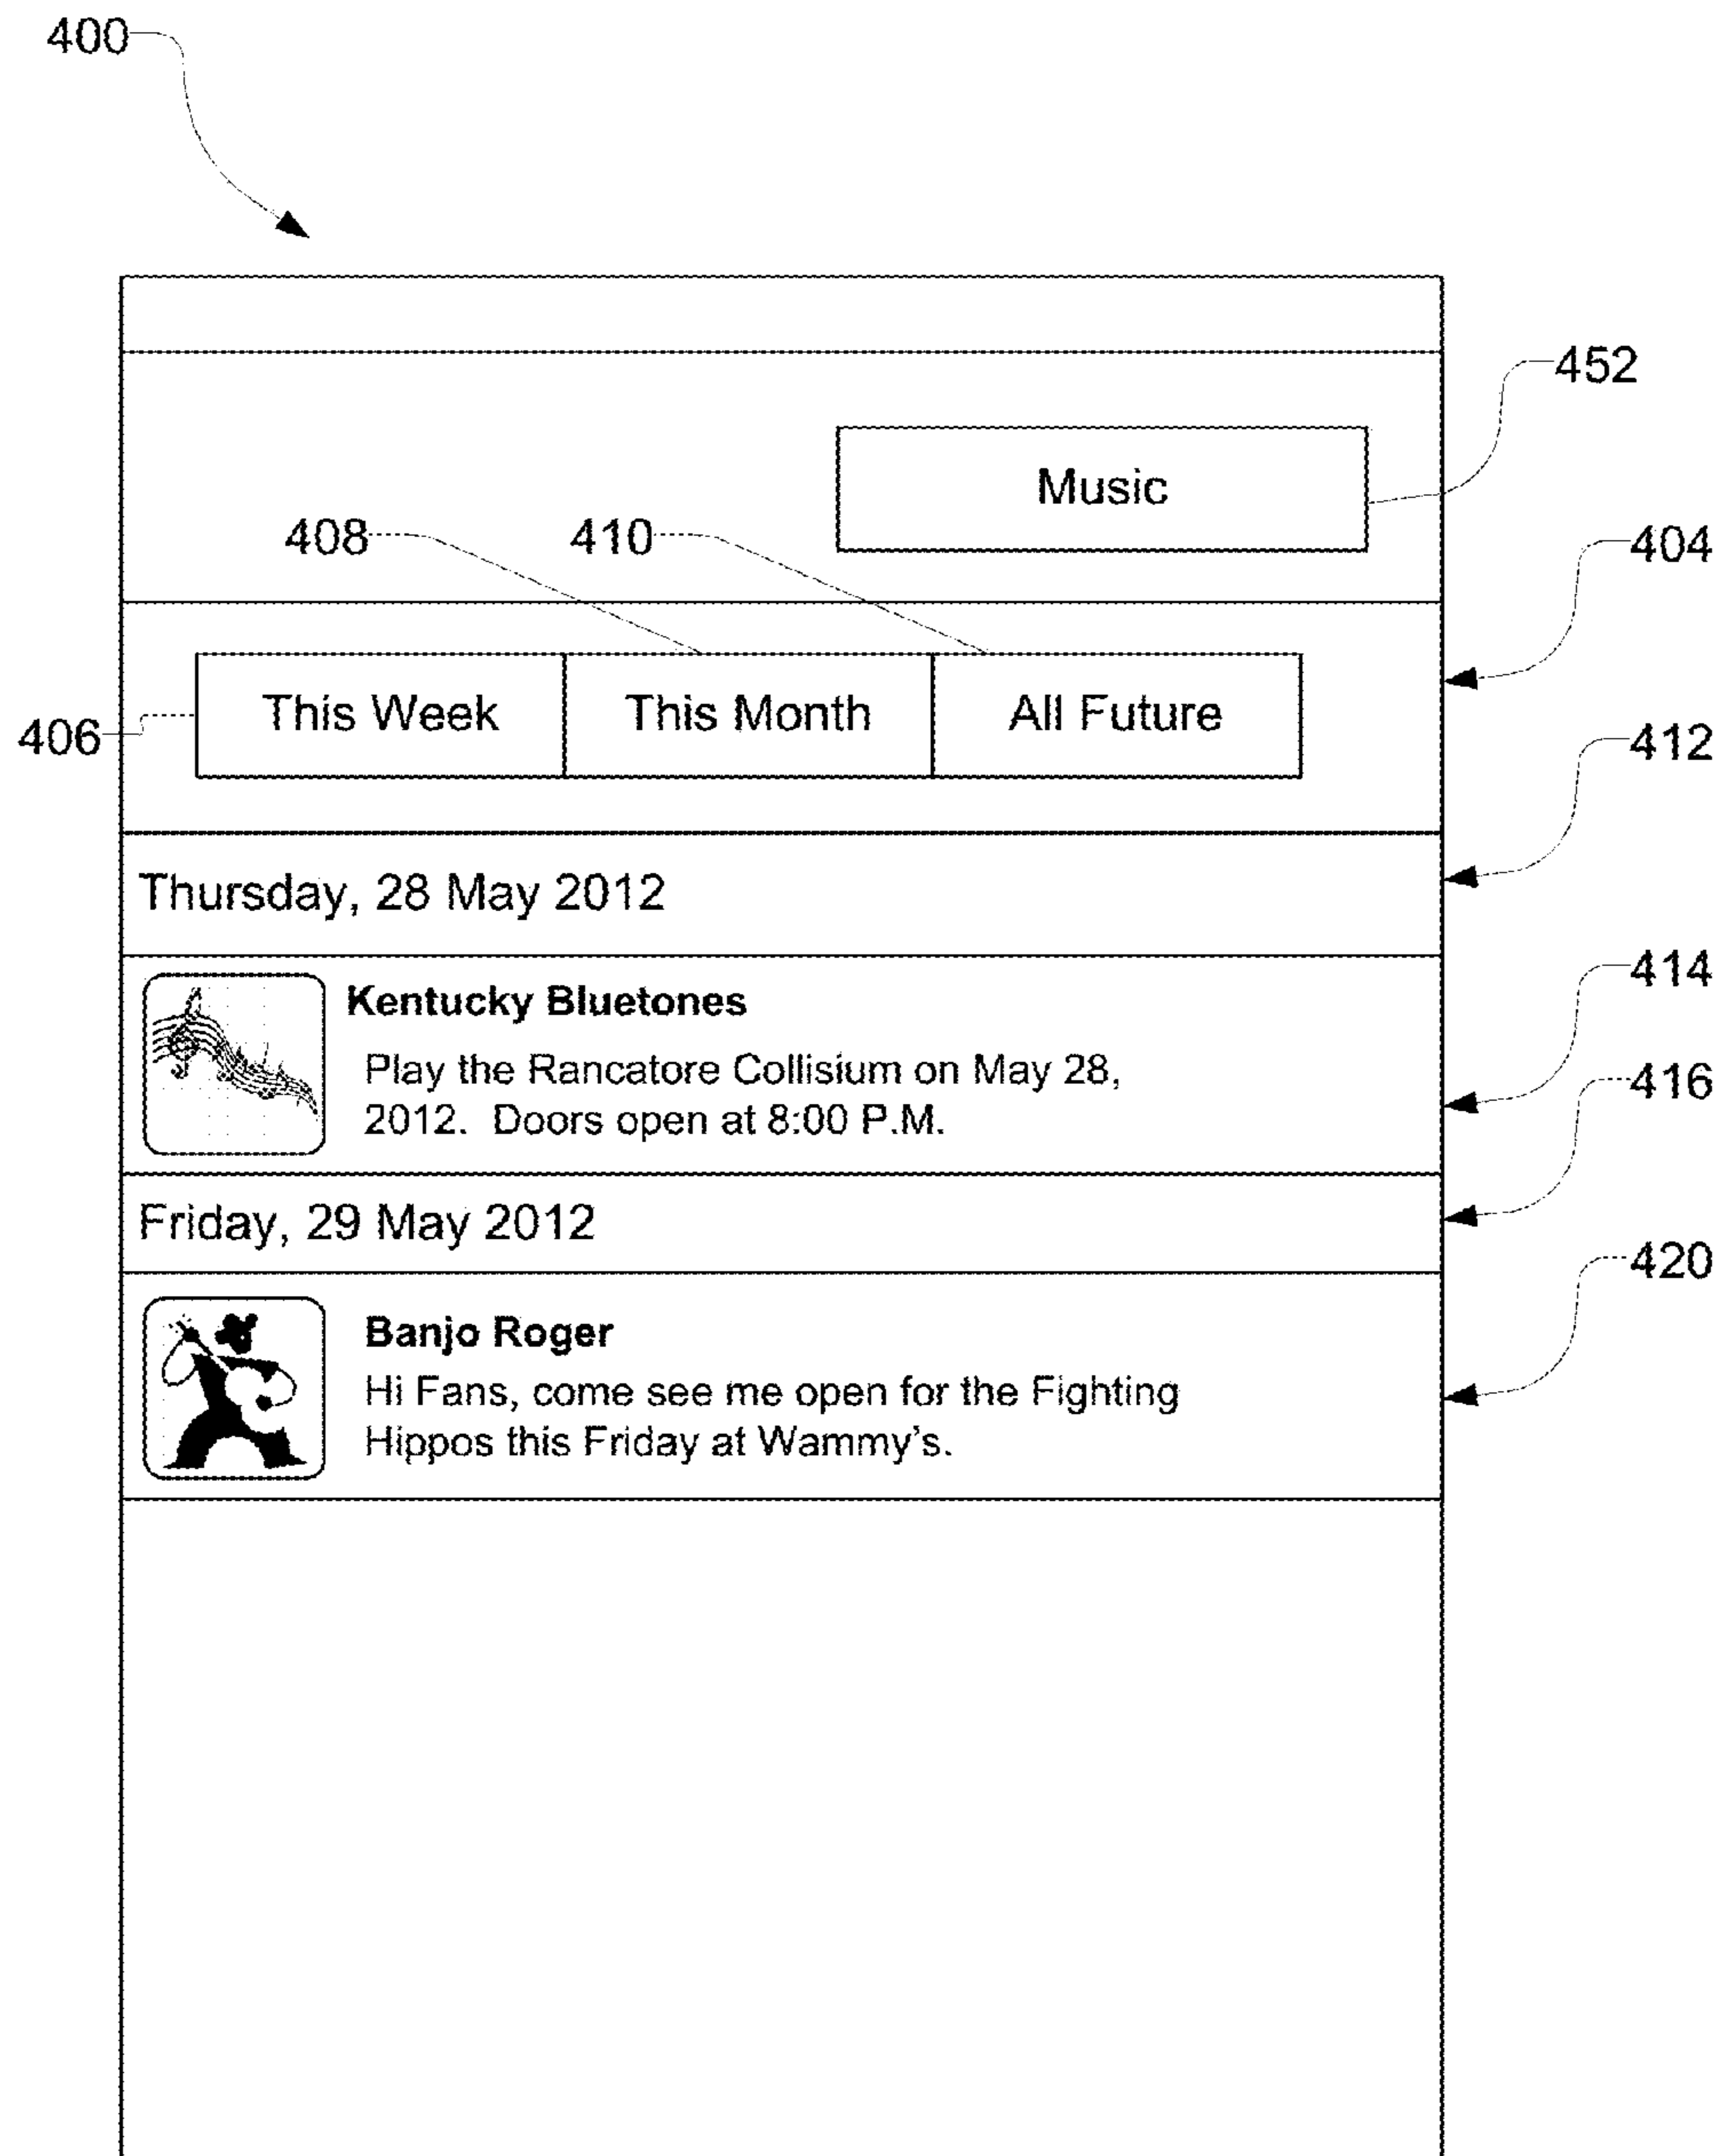 400
452
Music
408 410
404
This Week This Month All Future
406
412
Thursday, 28 May 2012
414
Kentucky Bluetones
Play the Rancatore Collisium on May 28,
2012. Doors open at 8:00 P.M.
416
Friday, 29 May 2012
420
Banjo Roger
Hi Fans, come see me open for the Fighting
Hippos this Friday at Wammy's.